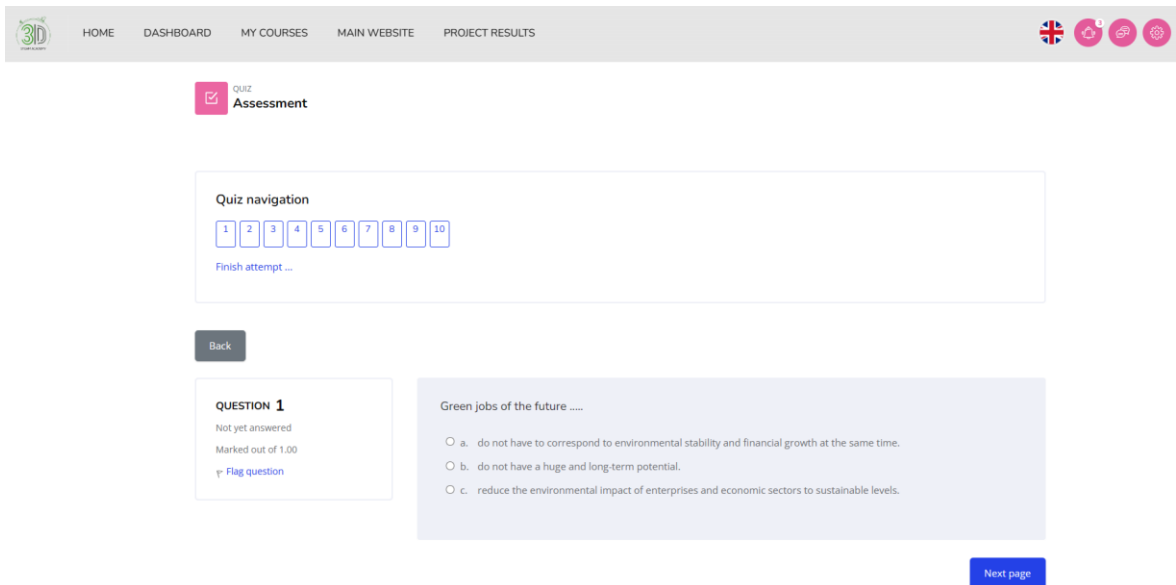 3D
HOME DASHBOARD MY COURSES MAIN WEBSITE PROJECT RESULTS
3
QUIZ
Assessment
Quiz navigation
1 2 3 4 5 6 7 8 9 10
Finish attempt ...
Back
QUESTION 1
Not yet answered
Marked out of 1.00
Flag question
Green jobs of the future .....
a. do not have to correspond to environmental stability and financial growth at the same time.
b. do not have a huge and long-term potential.
c. reduce the environmental impact of enterprises and economic sectors to sustainable levels.
Next page